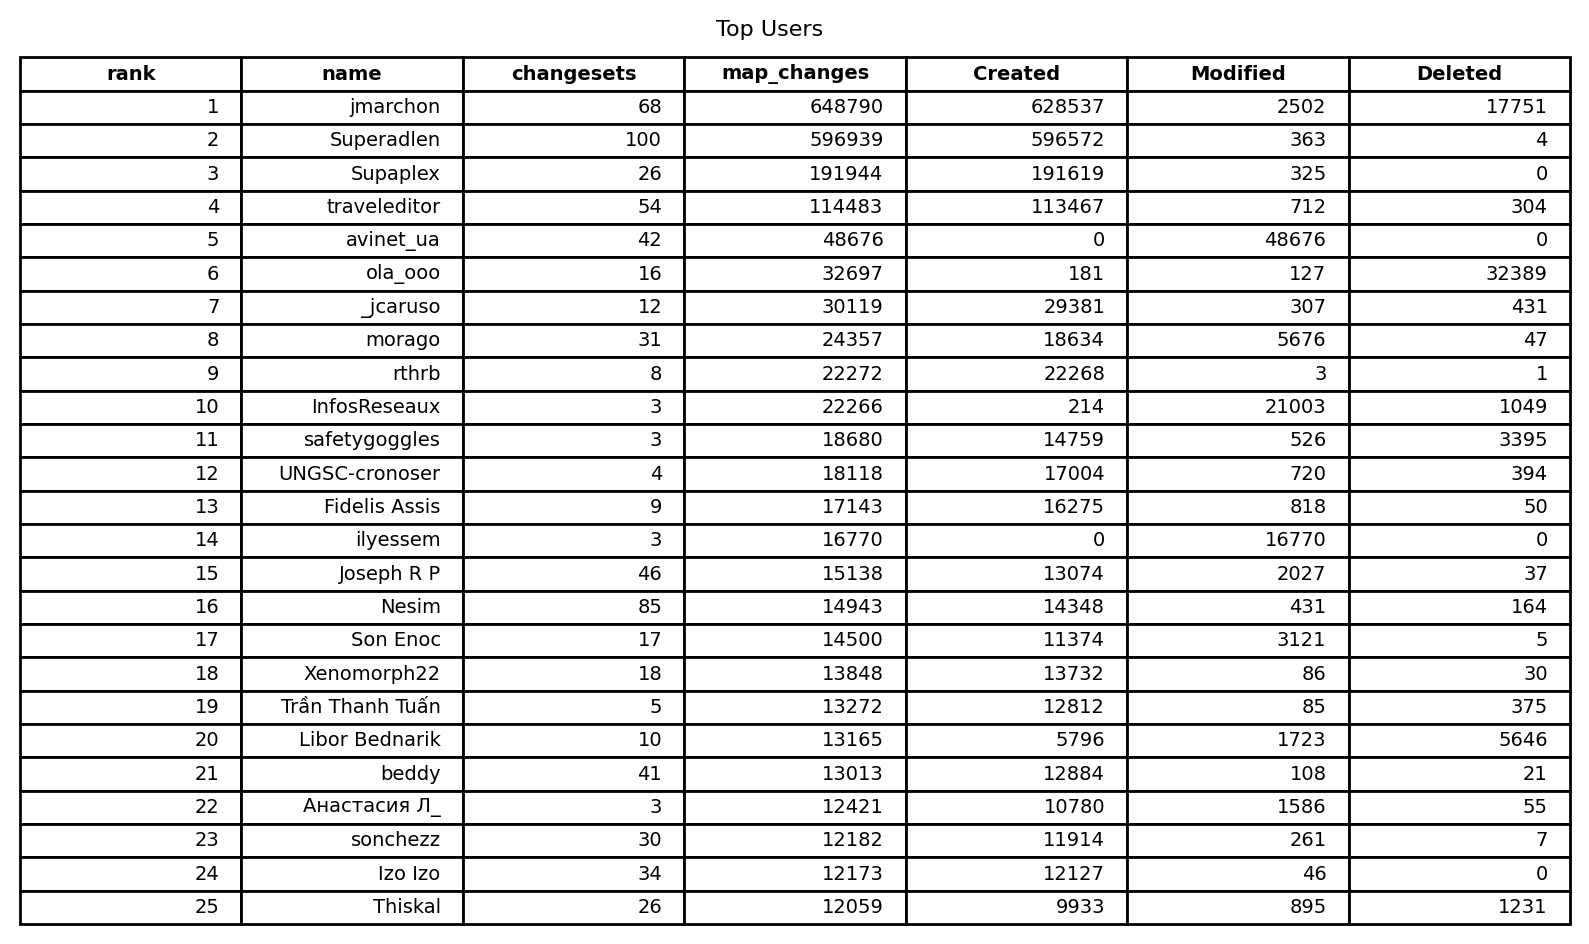 Top Users
rank name changesets map_changes Created Modified Deleted
1 jmarchon 68 648790 628537 2502 17751
2 Superadlen 100 596939 596572 363 4
3 Supaplex 26 191944 191619 325 0
4 traveleditor 54 114483 113467 712 304
5 avinet_ua 42 48676 0 48676 0
6 ola_ooo 16 32697 181 127 32389
7 _jcaruso 12 30119 29381 307 431
8 morago 31 24357 18634 5676 47
9 rthrb 8 22272 22268 3 1
10 InfosReseaux 3 22266 214 21003 1049
11 safetygoggles 3 18680 14759 526 3395
12 UNGSC-cronoser 4 18118 17004 720 394
13 Fidelis Assis 9 17143 16275 818 50
14 ilyessem 3 16770 0 16770 0
15 Joseph R P 46 15138 13074 2027 37
16 Nesim 85 14943 14348 431 164
17 Son Enoc 17 14500 11374 3121 5
18 Xenomorph22 18 13848 13732 86 30
19 Trần Thanh Tuấn 5 13272 12812 85 375
20 Libor Bednarik 10 13165 5796 1723 5646
21 beddy 41 13013 12884 108 21
22 Анастасия Л_ 3 12421 10780 1586 55
23 sonchezz 30 12182 11914 261 7
24 Izo Izo 34 12173 12127 46 0
25 Thiskal 26 12059 9933 895 1231